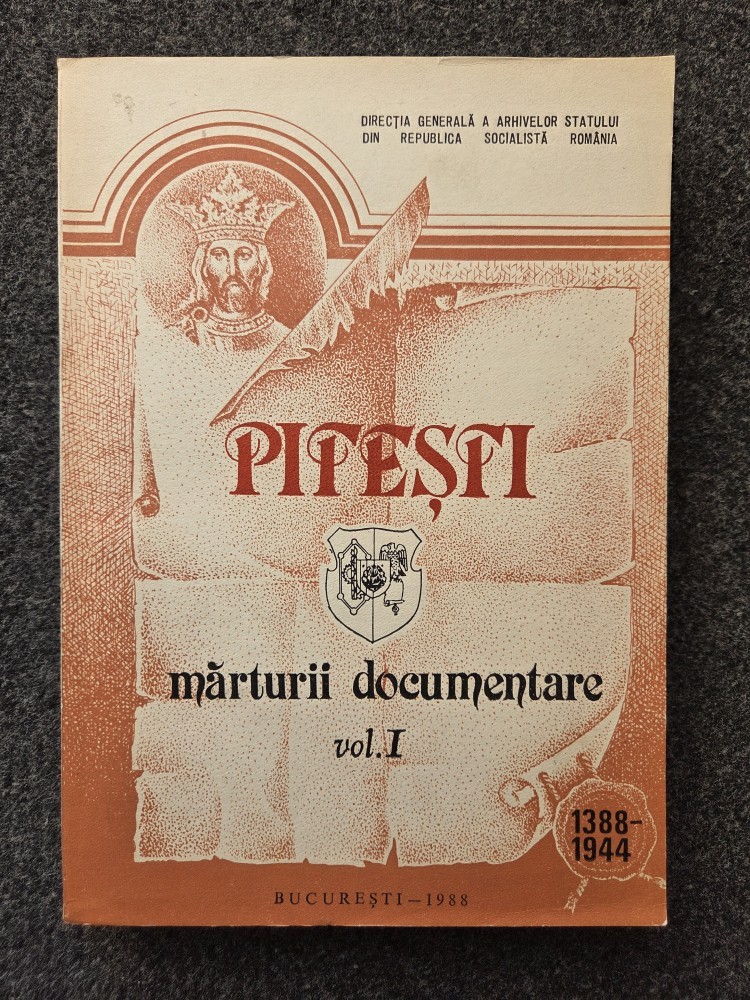 DIRECȚIA GENERALĂ A ARHIVELOR STATULUI
DIN REPUBLICA SOCIALISTĂ ROMÂNIA
PITEȘTI
mărturii documentare
vol. I
1388-
1944
BUCUREȘTI — 1988